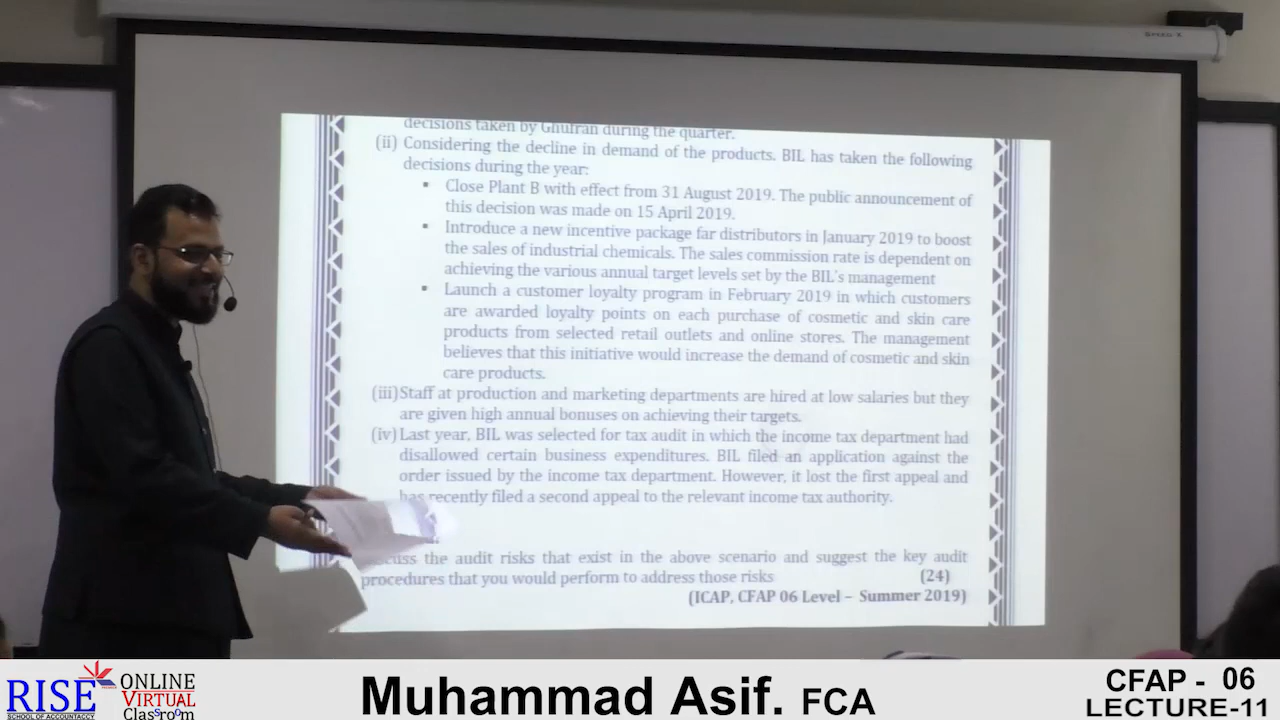 decisions taken by Ghufran during the quarter.
(ii) Considering the decline in demand of the products. BIL has taken the following
decisions during the year:
▪ Close Plant B with effect from 31 August 2019. The public announcement of
this decision was made on 15 April 2019.
▪ Introduce a new incentive package far distributors in January 2019 to boost
the sales of industrial chemicals. The sales commission rate is dependent on
achieving the various annual target levels set by the BIL's management
▪ Launch a customer loyalty program in February 2019 in which customers
are awarded loyalty points on each purchase of cosmetic and skin care
products from selected retail outlets and online stores. The management
believes that this initiative would increase the demand of cosmetic and skin
care products.
(iii) Staff at production and marketing departments are hired at low salaries but they
are given high annual bonuses on achieving their targets.
(iv) Last year, BIL was selected for tax audit in which the income tax department had
disallowed certain business expenditures. BIL filed an application against the
order issued by the income tax department. However, it lost the first appeal and
has recently filed a second appeal to the relevant income tax authority.
the audit risks that exist in the above scenario and suggest the key audit
procedures that you would perform to address those risks (24)
(ICAP, CFAP 06 Level – Summer 2019)
RISE
SCHOOL OF ACCOUNTACCY
ONLINE
VIRTUAL
Classroom
Muhammad Asif. FCA
CFAP - 06
LECTURE-11